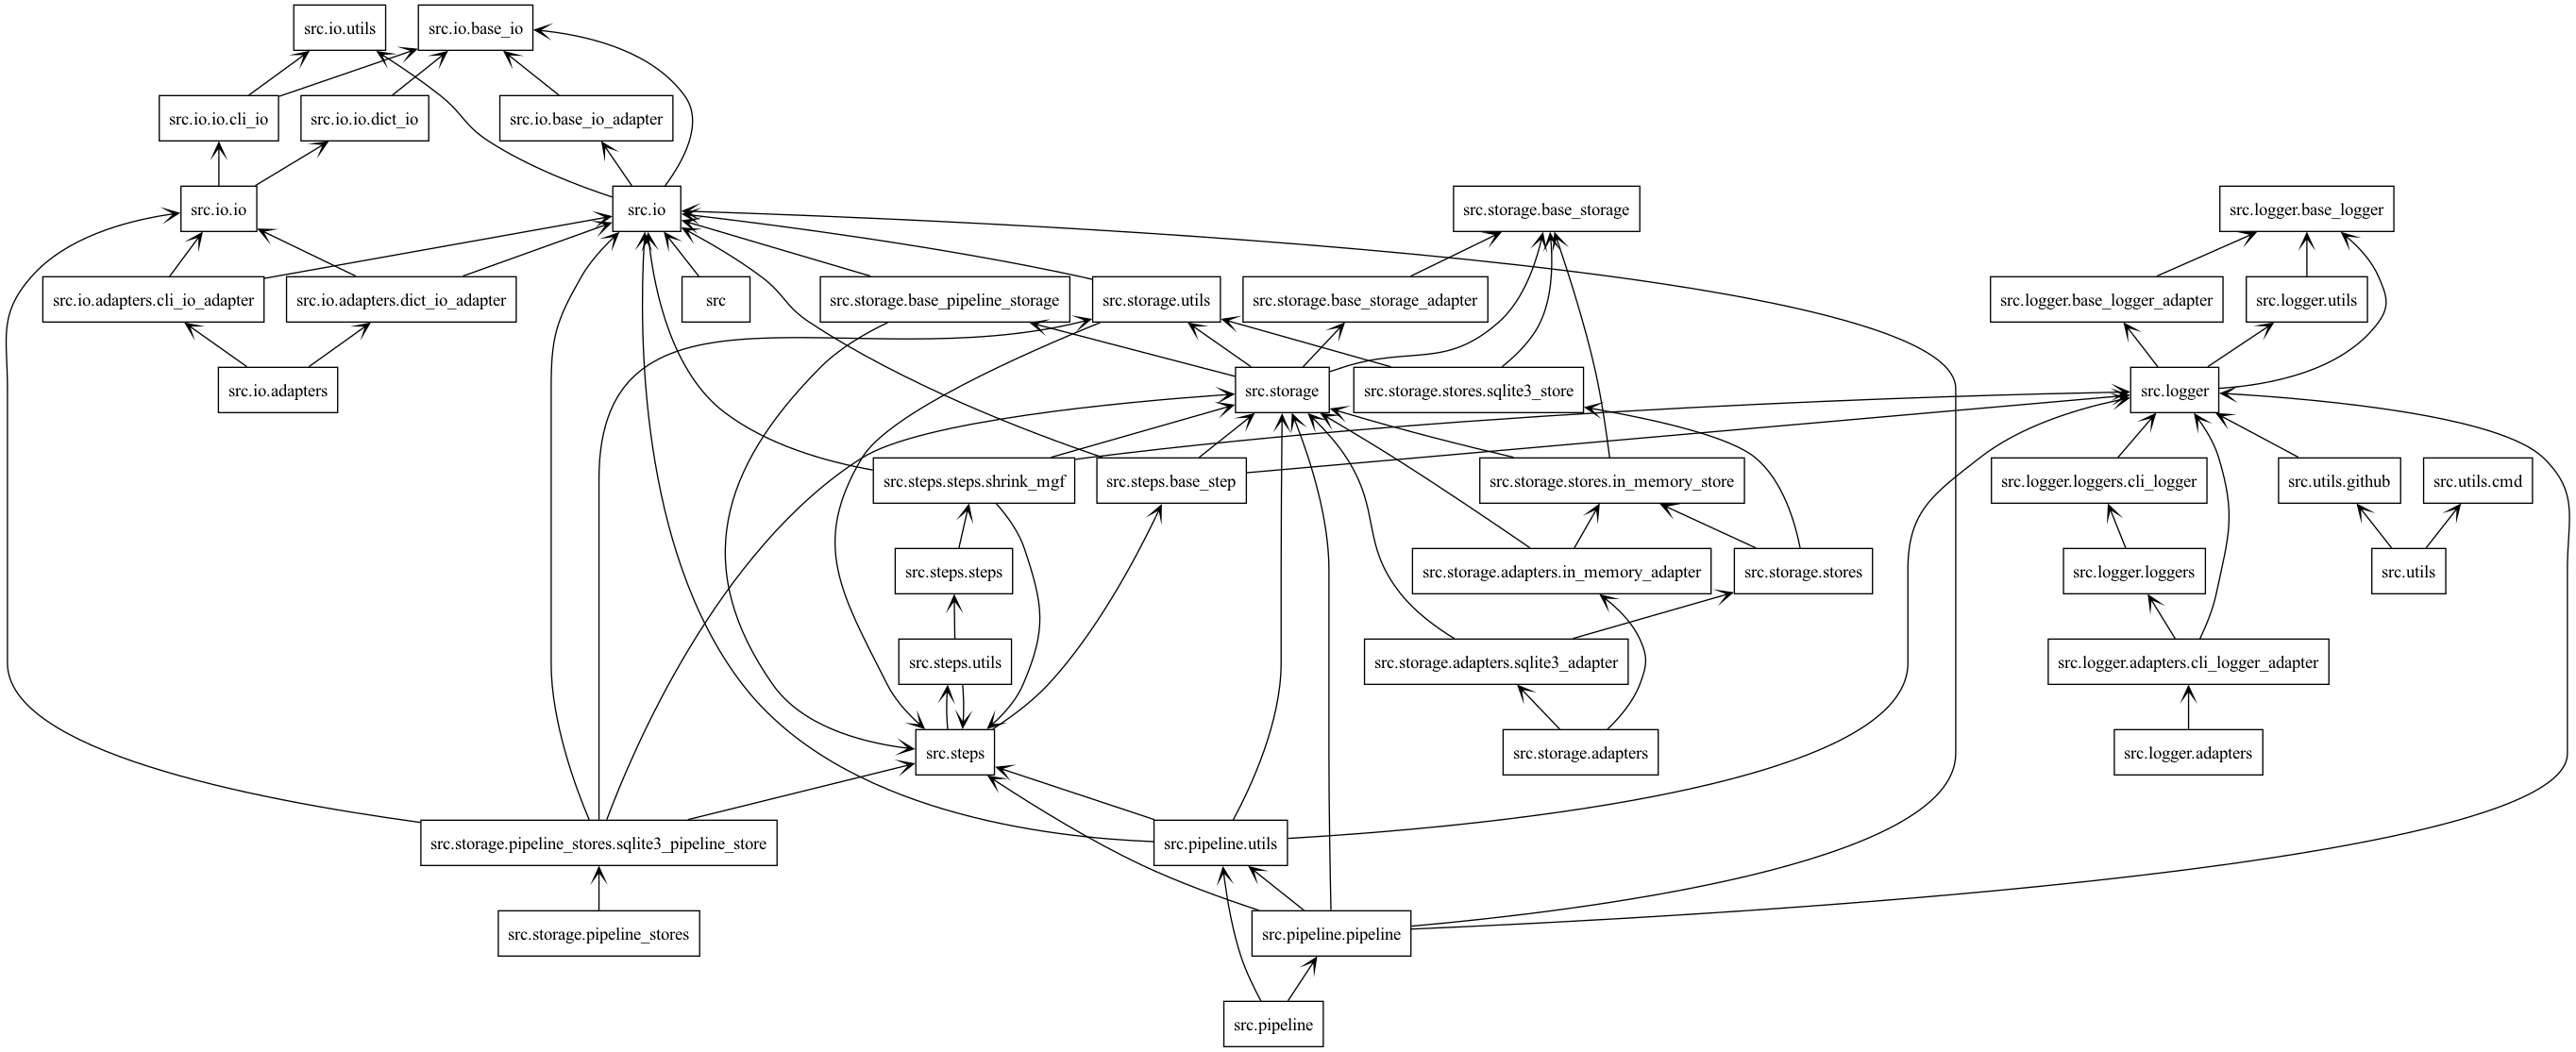 src.io.utils
src.io.base_io
src.io.io.cli_io
src.io.io.dict_io
src.io.base_io_adapter
src.io.io
src.io
src.storage.base_storage
src.logger.base_logger
src.io.adapters.cli_io_adapter
src.io.adapters.dict_io_adapter
src
src.storage.base_pipeline_storage
src.storage.utils
src.storage.base_storage_adapter
src.logger.base_logger_adapter
src.logger.utils
src.io.adapters
src.storage
src.storage.stores.sqlite3_store
src.logger
src.steps.steps.shrink_mgf
src.steps.base_step
src.storage.stores.in_memory_store
src.logger.loggers.cli_logger
src.utils.github
src.utils.cmd
src.steps.steps
src.storage.adapters.in_memory_adapter
src.storage.stores
src.logger.loggers
src.utils
src.steps.utils
src.storage.adapters.sqlite3_adapter
src.logger.adapters.cli_logger_adapter
src.steps
src.storage.adapters
src.logger.adapters
src.storage.pipeline_stores.sqlite3_pipeline_store
src.pipeline.utils
src.storage.pipeline_stores
src.pipeline.pipeline
src.pipeline